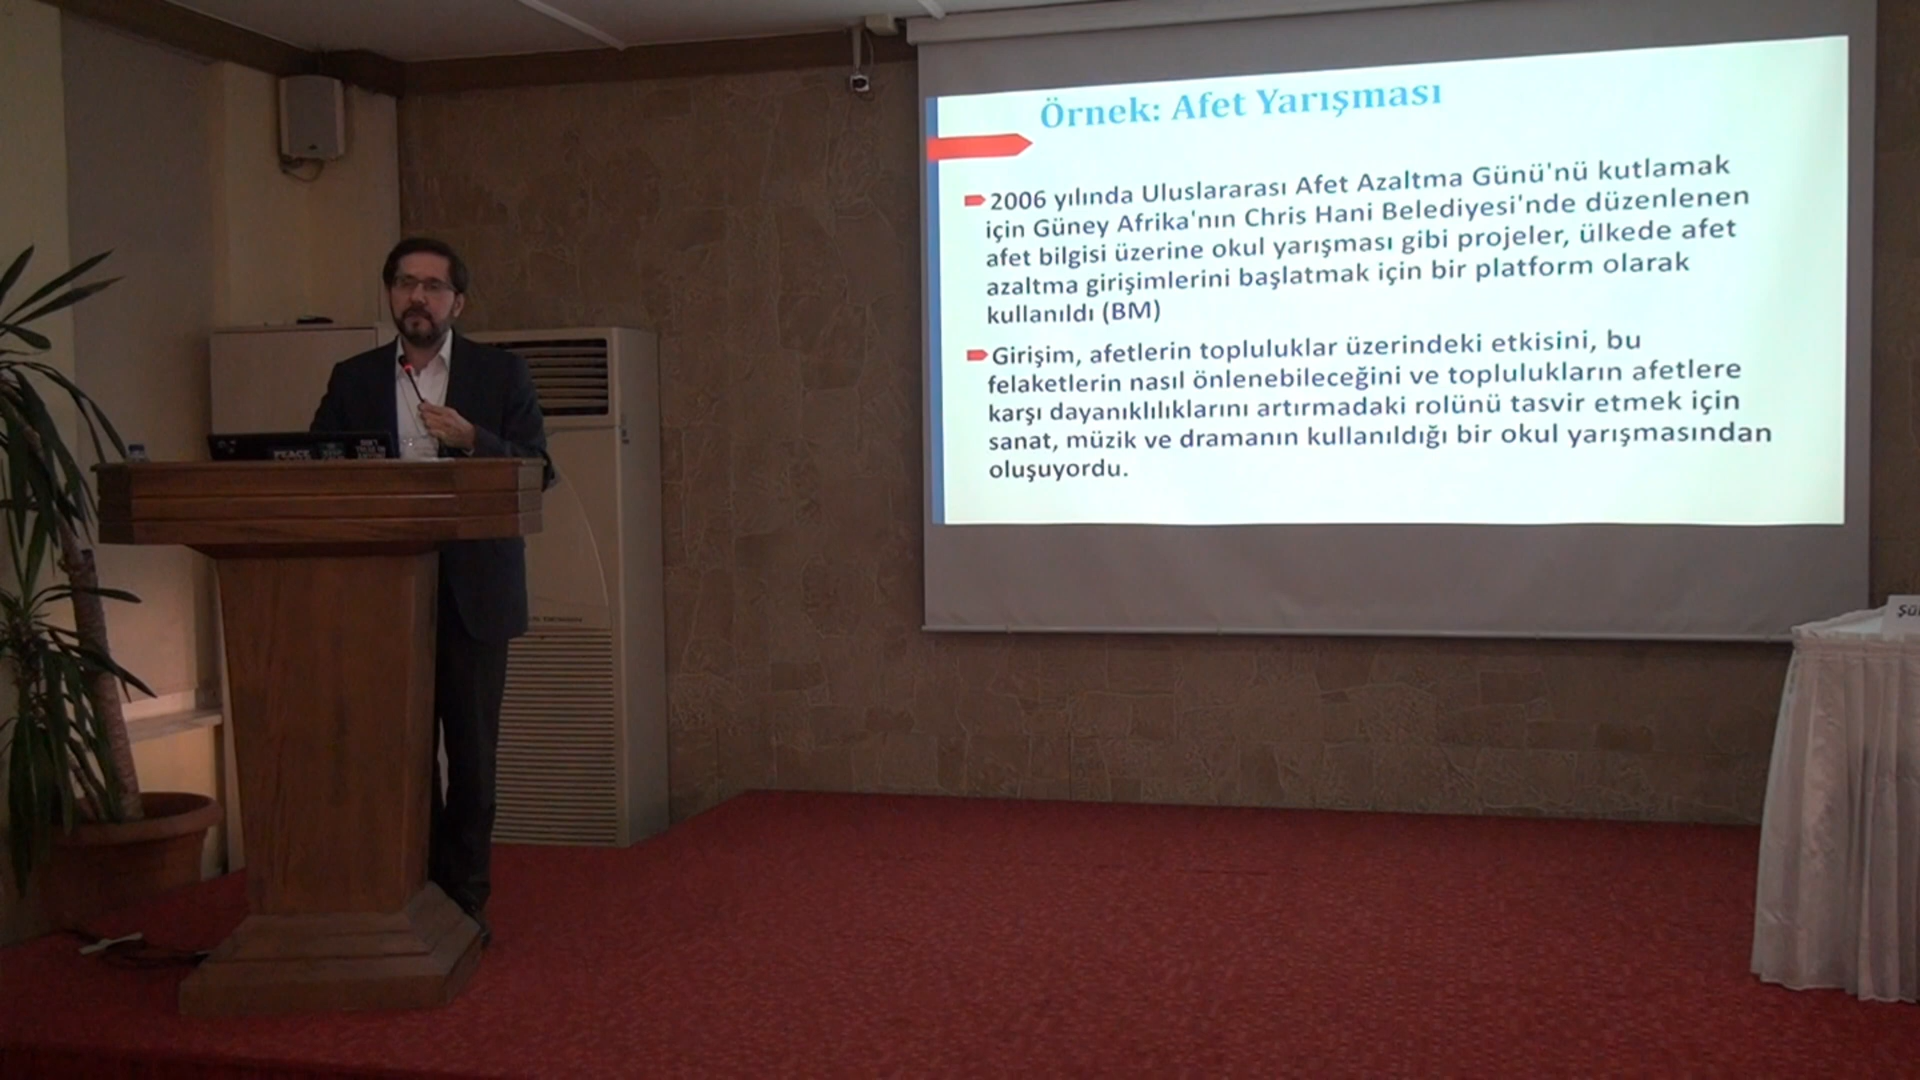 Örnek: Afet Yarışması
2006 yılında Uluslararası Afet Azaltma Günü'nü kutlamak
için Güney Afrika'nın Chris Hani Belediyesi'nde düzenlenen
afet bilgisi üzerine okul yarışması gibi projeler, ülkede afet
azaltma girişimlerini başlatmak için bir platform olarak
kullanıldı (BM)
Girişim, afetlerin topluluklar üzerindeki etkisini, bu
felaketlerin nasıl önlenebileceğini ve toplulukların afetlere
karşı dayanıklılıklarını artırmadaki rolünü tasvir etmek için
sanat, müzik ve dramanın kullanıldığı bir okul yarışmasından
oluşuyordu.
PEACE
DESIGN